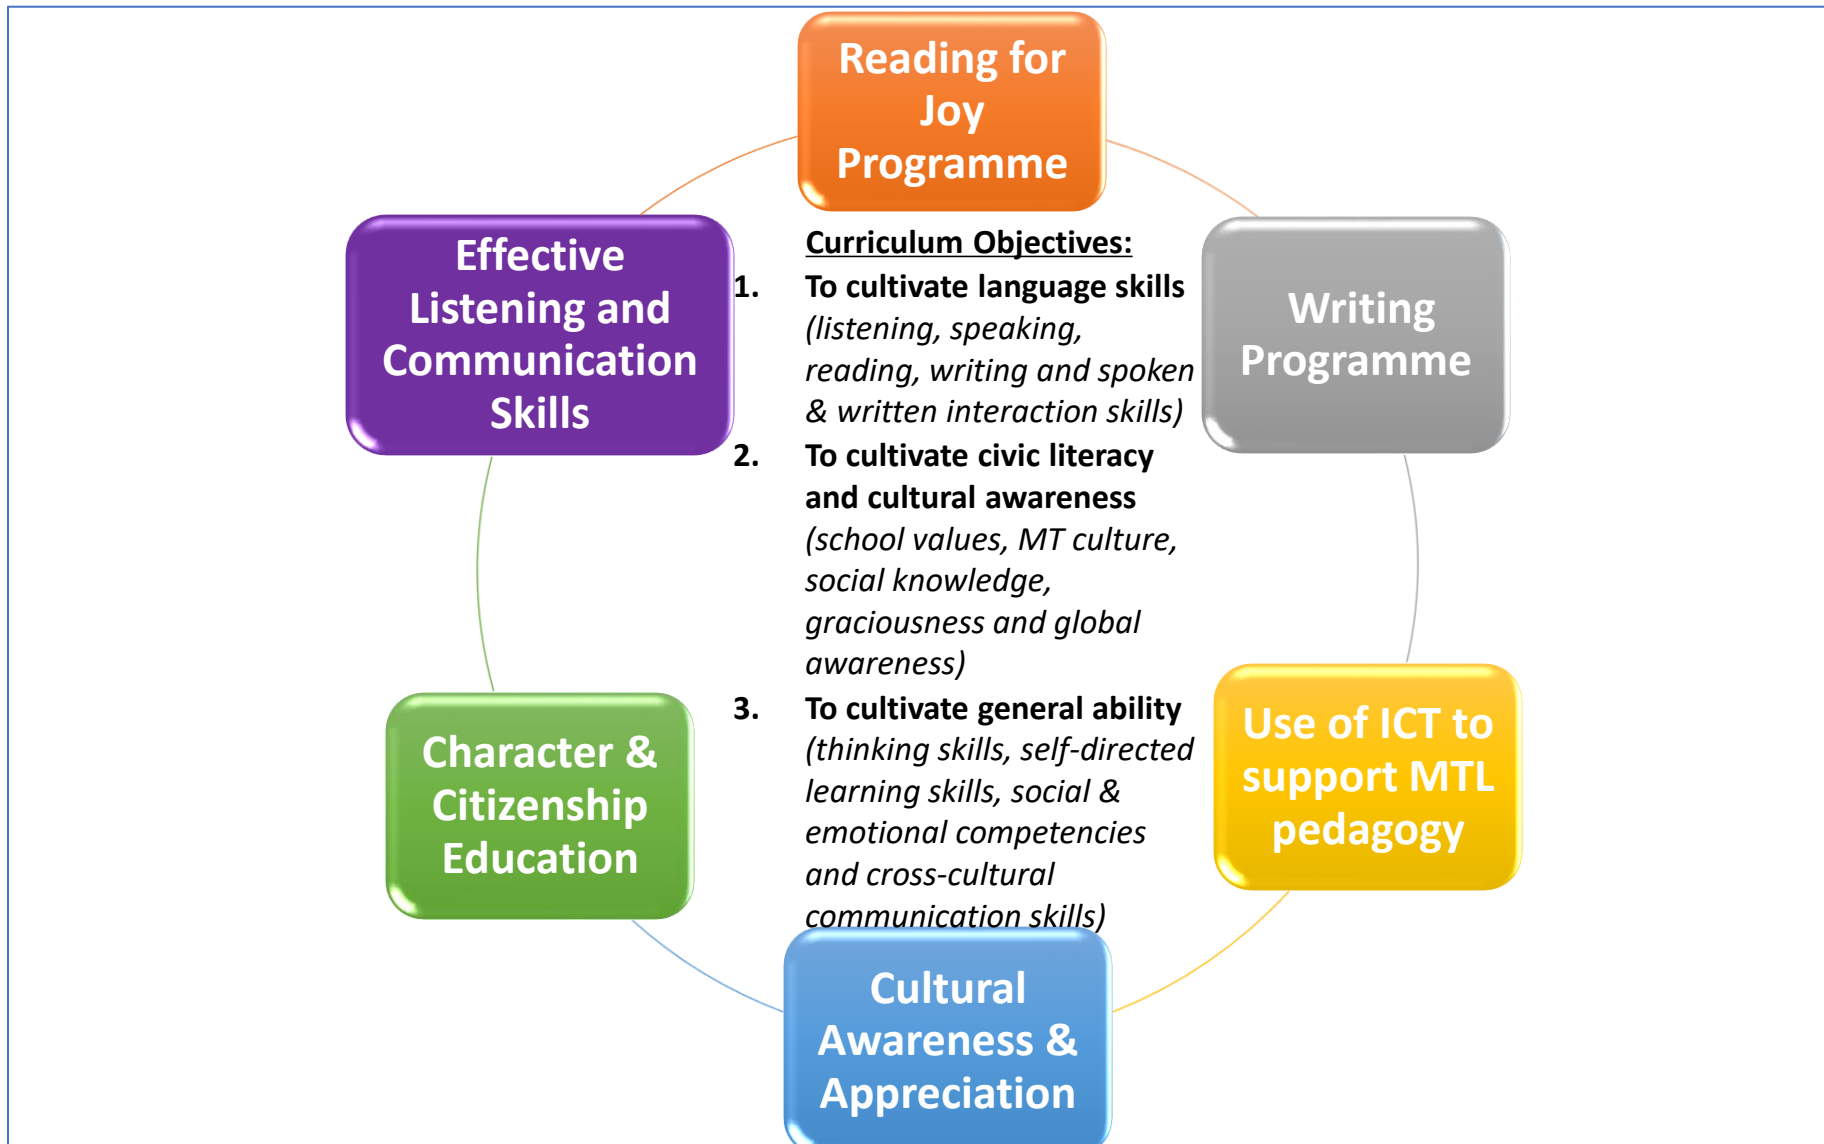 Reading for
Joy
Programme
Effective
Listening and
Communication
Skills
Curriculum Objectives:
1. To cultivate language skills
(listening, speaking,
reading, writing and spoken
& written interaction skills)
2. To cultivate civic literacy
and cultural awareness
(school values, MT culture,
social knowledge,
graciousness and global
awareness)
3. To cultivate general ability
(thinking skills, self-directed
learning skills, social &
emotional competencies
and cross-cultural
communication skills)
Writing
Programme
Character &
Citizenship
Education
Use of ICT to
support MTL
pedagogy
Cultural
Awareness &
Appreciation